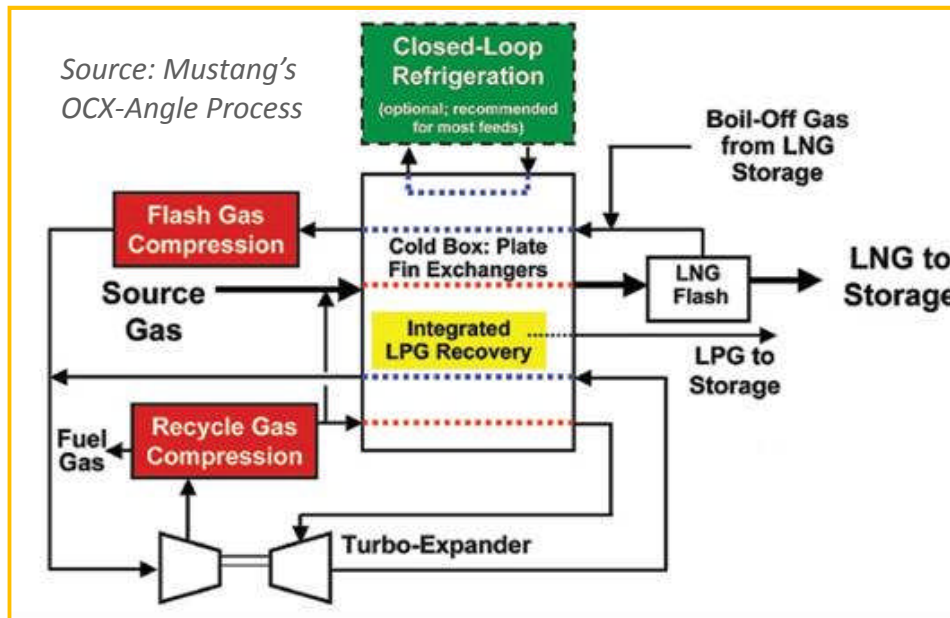 Source: Mustang's
OCX-Angle Process
Closed-Loop
Refrigeration
(optional; recommended
for most feeds)
Boil-Off Gas
from LNG
Storage
Flash Gas
Compression
Cold Box: Plate
Fin Exchangers
Source
Gas
LNG
Flash
LNG to
Storage
Integrated
LPG Recovery
LPG to
Storage
Fuel
Gas
Recycle Gas
Compression
Turbo-Expander